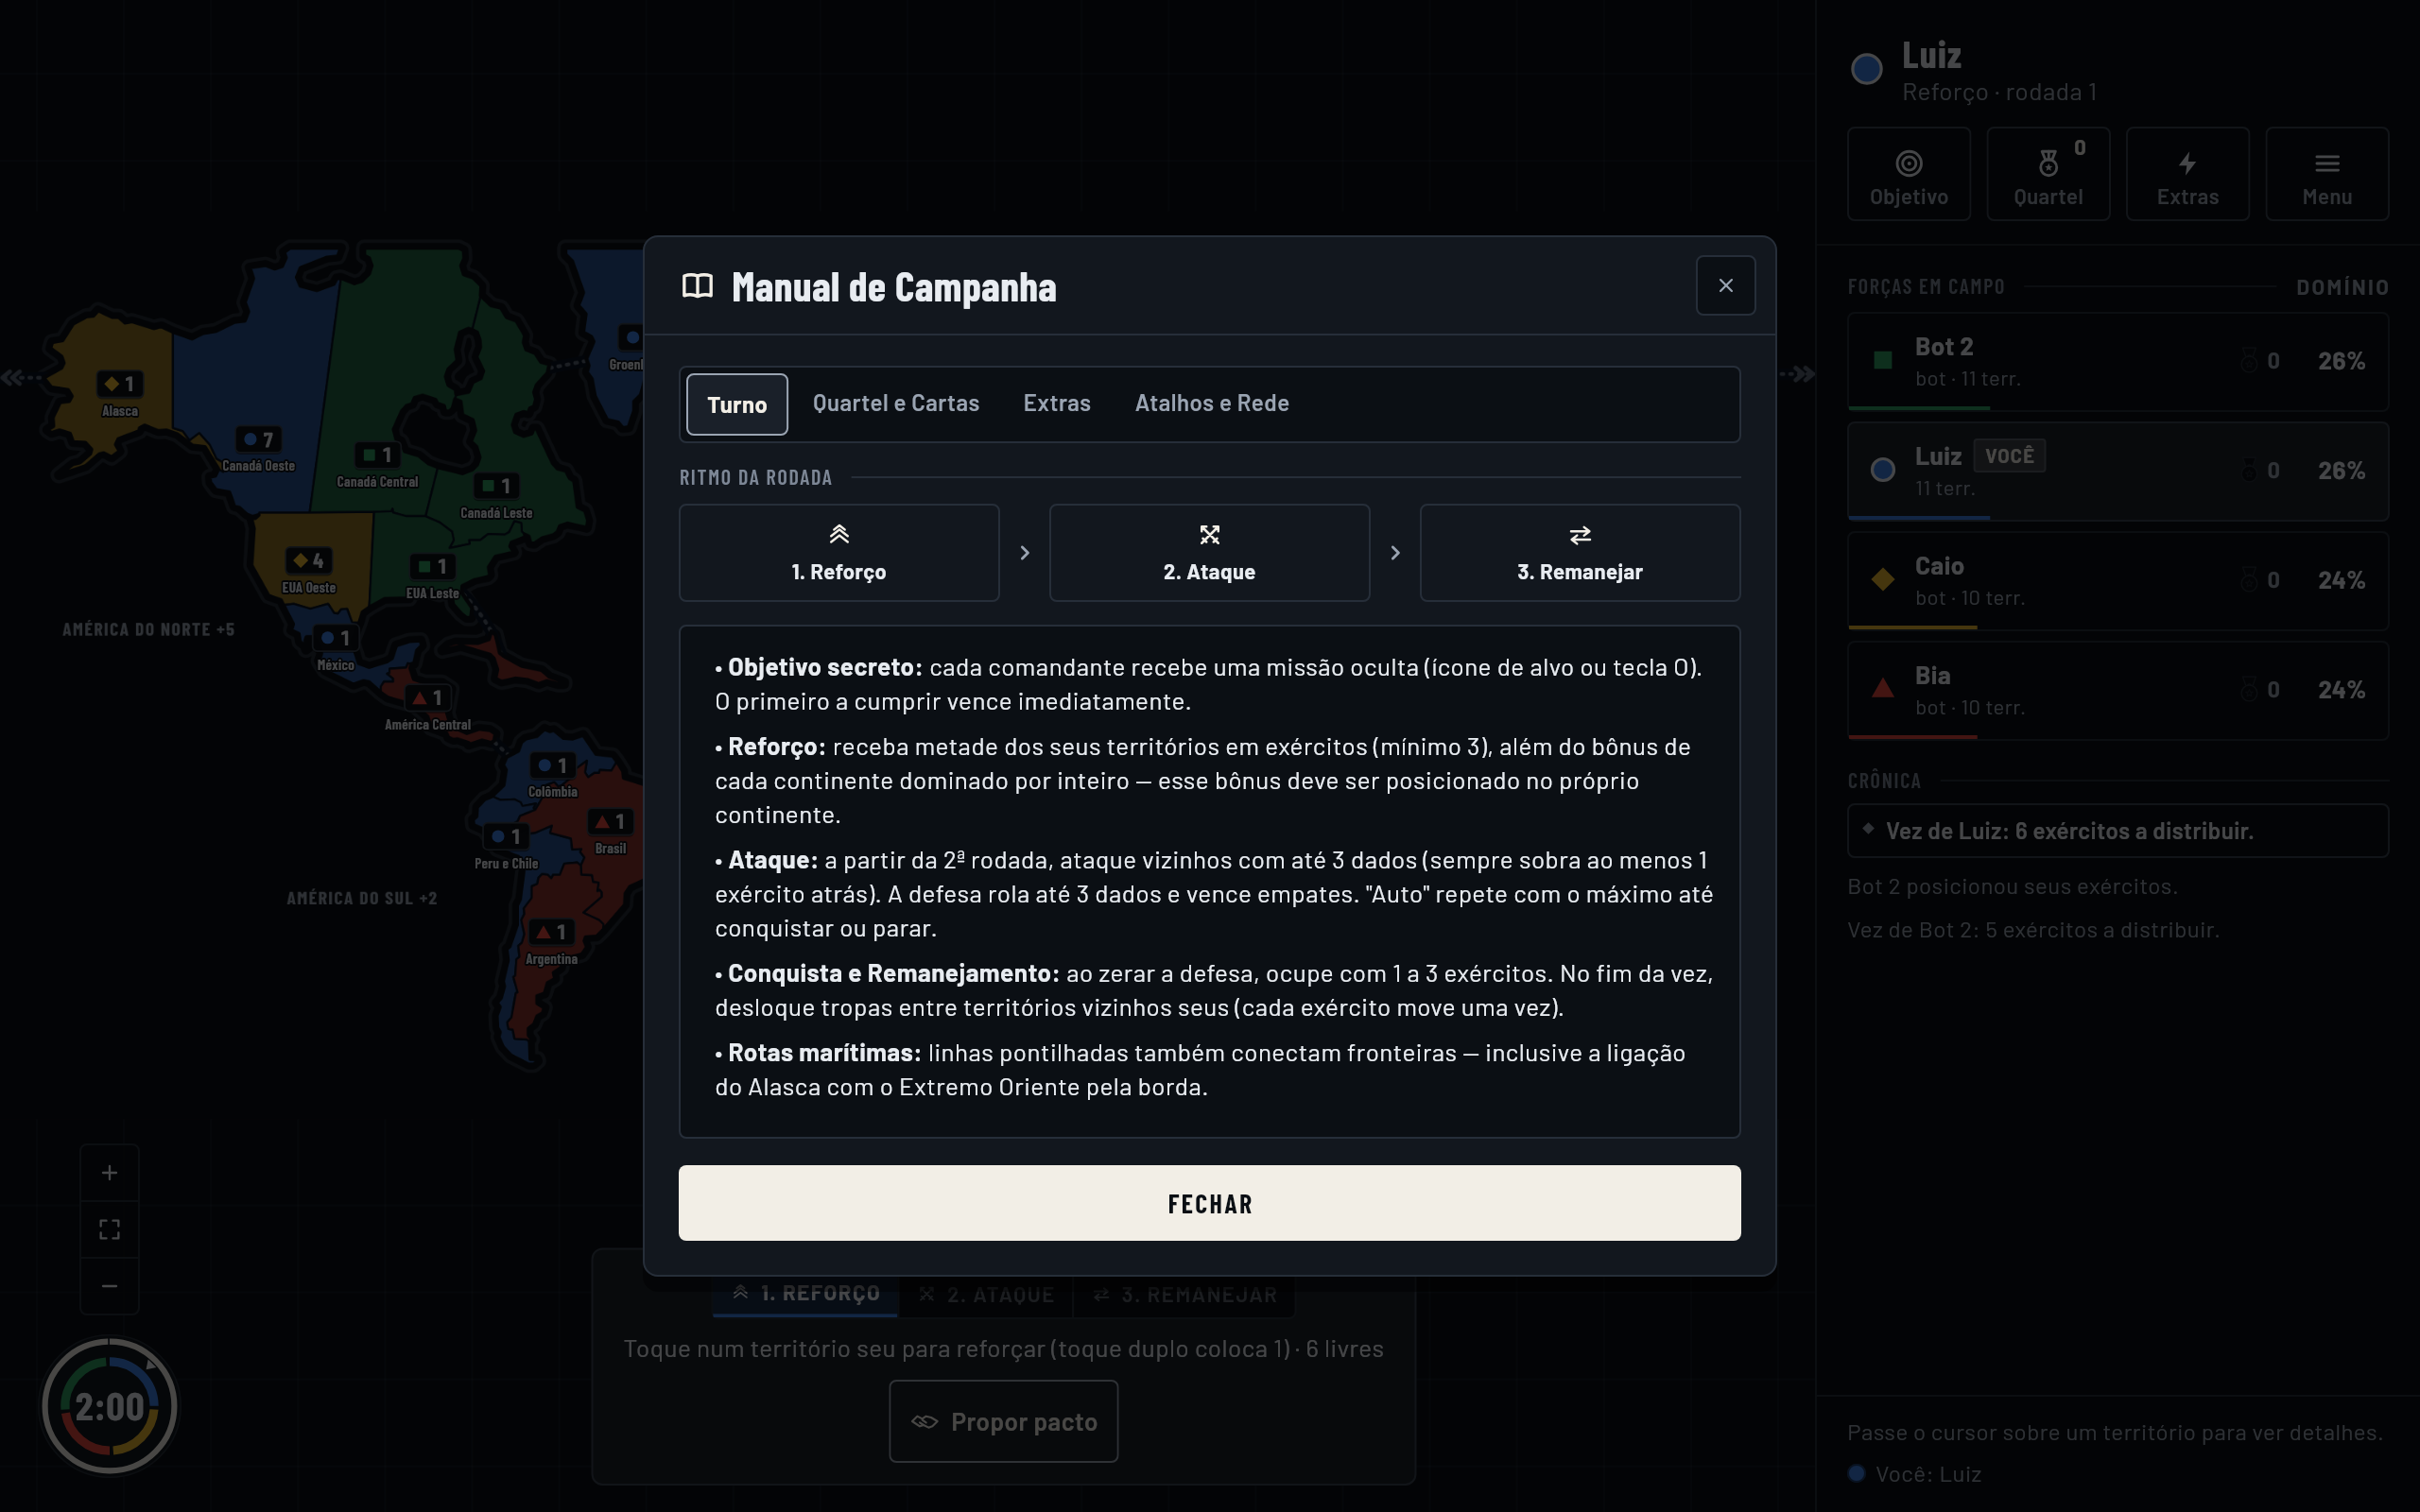 Luiz
Reforço · rodada 1
Objetivo
0
Quartel
Extras
Menu
FORÇAS EM CAMPO
DOMÍNIO
Bot 2
bot · 11 terr.
0
26%
Luiz VOCÊ
11 terr.
0
26%
Caio
bot · 10 terr.
0
24%
Bia
bot · 10 terr.
0
24%
CRÔNICA
Vez de Luiz: 6 exércitos a distribuir.
Bot 2 posicionou seus exércitos.
Vez de Bot 2: 5 exércitos a distribuir.
Passe o cursor sobre um território para ver detalhes.
Você: Luiz
Manual de Campanha
Turno
Quartel e Cartas
Extras
Atalhos e Rede
RITMO DA RODADA
1. Reforço
2. Ataque
3. Remanejar
• Objetivo secreto: cada comandante recebe uma missão oculta (ícone de alvo ou tecla O).
O primeiro a cumprir vence imediatamente.
• Reforço: receba metade dos seus territórios em exércitos (mínimo 3), além do bônus de
cada continente dominado por inteiro — esse bônus deve ser posicionado no próprio
continente.
• Ataque: a partir da 2ª rodada, ataque vizinhos com até 3 dados (sempre sobra ao menos 1
exército atrás). A defesa rola até 3 dados e vence empates. "Auto" repete com o máximo até
conquistar ou parar.
• Conquista e Remanejamento: ao zerar a defesa, ocupe com 1 a 3 exércitos. No fim da vez,
desloque tropas entre territórios vizinhos seus (cada exército move uma vez).
• Rotas marítimas: linhas pontilhadas também conectam fronteiras — inclusive a ligação
do Alasca com o Extremo Oriente pela borda.
FECHAR
1
Alasca
7
Canadá Oeste
1
Canadá Central
1
Canadá Leste
4
EUA Oeste
1
EUA Leste
AMÉRICA DO NORTE +5
1
México
1
América Central
1
Colômbia
1
Peru e Chile
1
Brasil
AMÉRICA DO SUL +2
1
Argentina
1. REFORÇO
2. ATAQUE
3. REMANEJAR
Toque num território seu para reforçar (toque duplo coloca 1) · 6 livres
Propor pacto
2:00